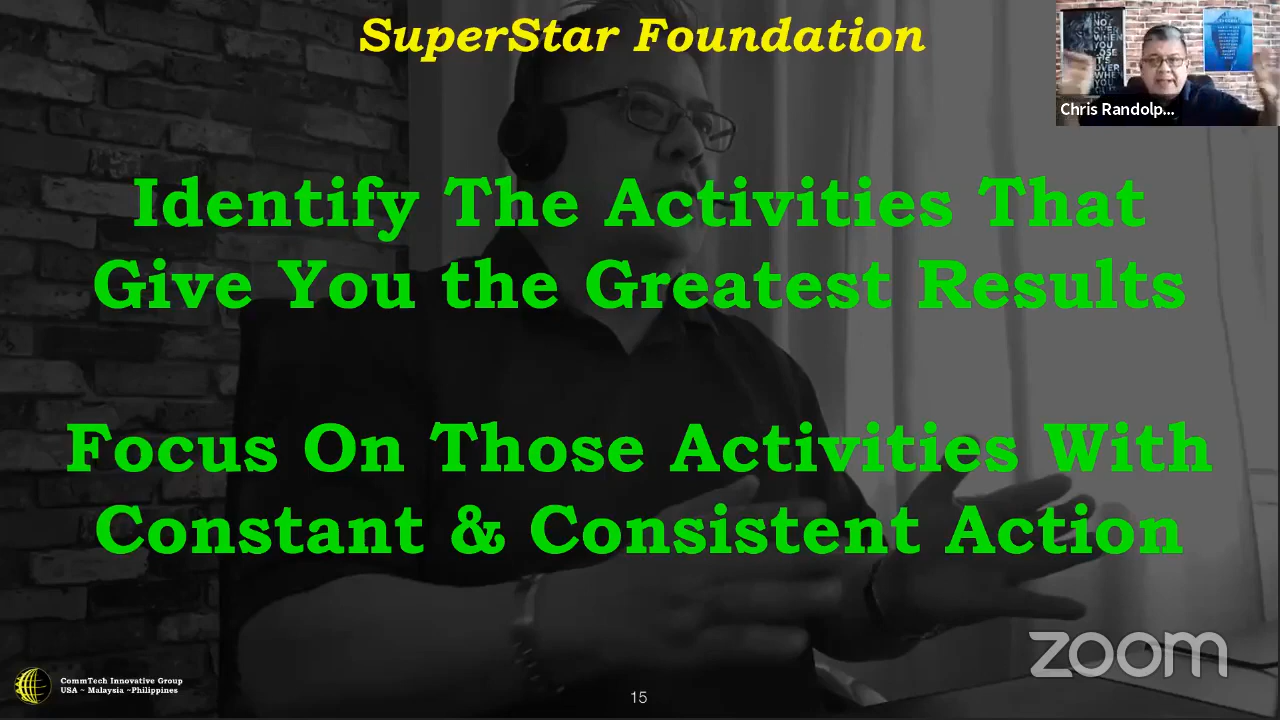 SuperStar Foundation
Chris Randolp...
Identify The Activities That
Give You the Greatest Results
Focus On Those Activities With
Constant & Consistent Action
zoom
CommTech Innovative Group
USA ~ Malaysia ~Philippines
15